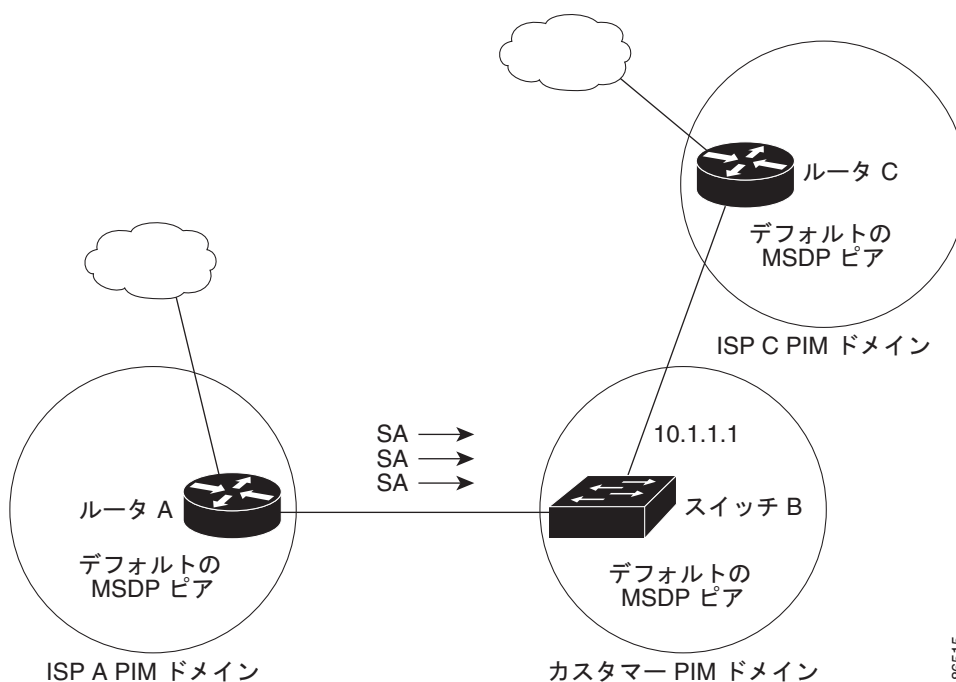 ルータ C
デフォルトの
MSDP ピア
ISP C PIM ドメイン
SA
SA
SA
10.1.1.1
ルータ A
スイッチ B
デフォルトの
MSDP ピア
デフォルトの
MSDP ピア
ISP A PIM ドメイン
カスタマー PIM ドメイン
86515